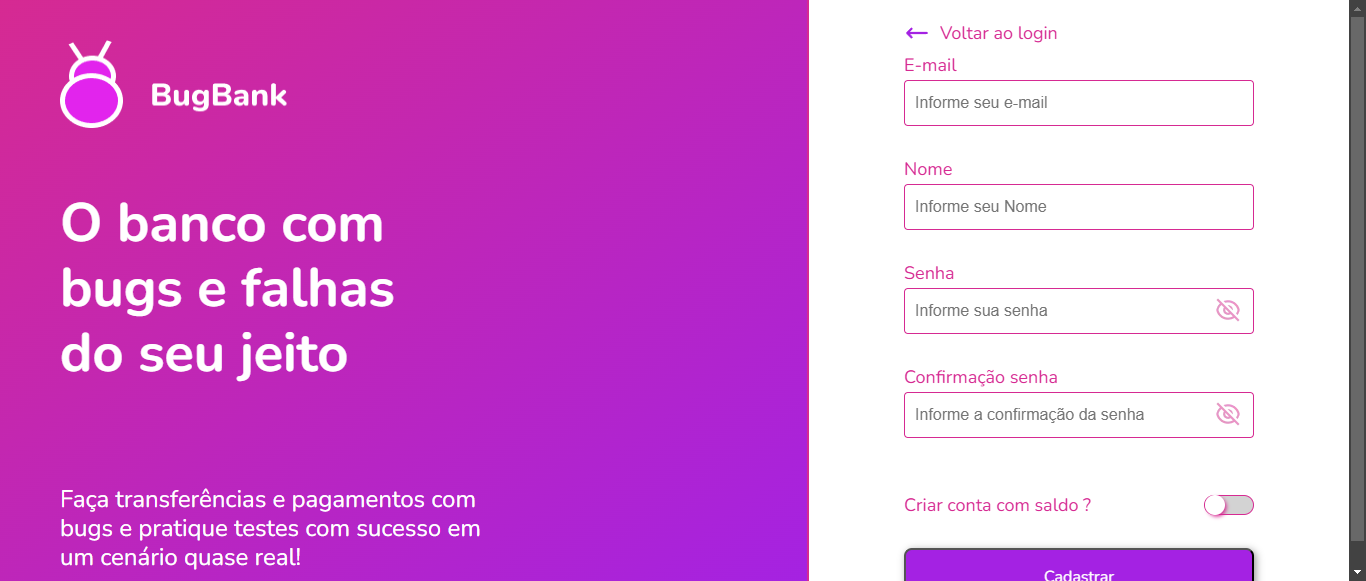 BugBank
O banco com
bugs e falhas
do seu jeito
Faça transferências e pagamentos com
bugs e pratique testes com sucesso em
um cenário quase real!
Voltar ao login
E-mail
Informe seu e-mail
Nome
Informe seu Nome
Senha
Informe sua senha
Confirmação senha
Informe a confirmação da senha
Criar conta com saldo ?
Cadastrar